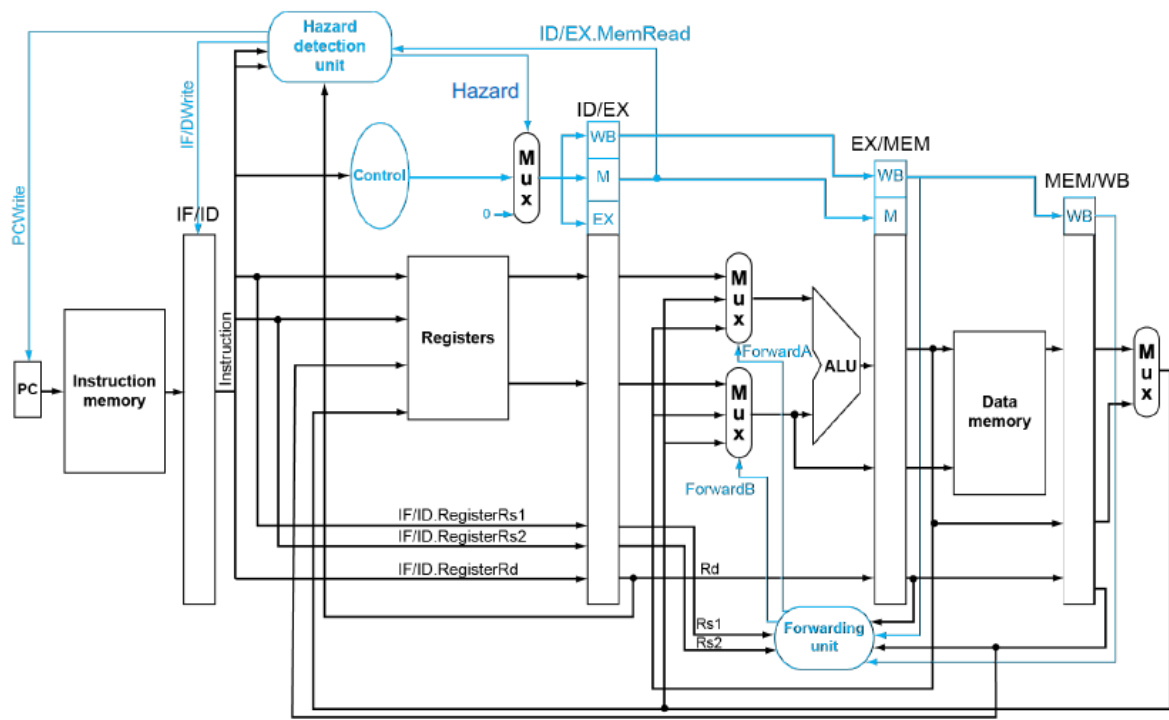 Hazard
detection
unit
ID/EX.MemRead
Hazard
ID/EX
IF/DWrite
PCWrite
Control
0
M
u
x
WB
M
EX
EX/MEM
WB
M
MEM/WB
WB
IF/ID
Instruction
PC
Instruction
memory
Registers
M
u
x
ForwardA
M
u
x
ForwardB
ALU
Data
memory
M
u
x
IF/ID.RegisterRs1
IF/ID.RegisterRs2
IF/ID.RegisterRd
Rd
Rs1
Rs2
Forwarding
unit